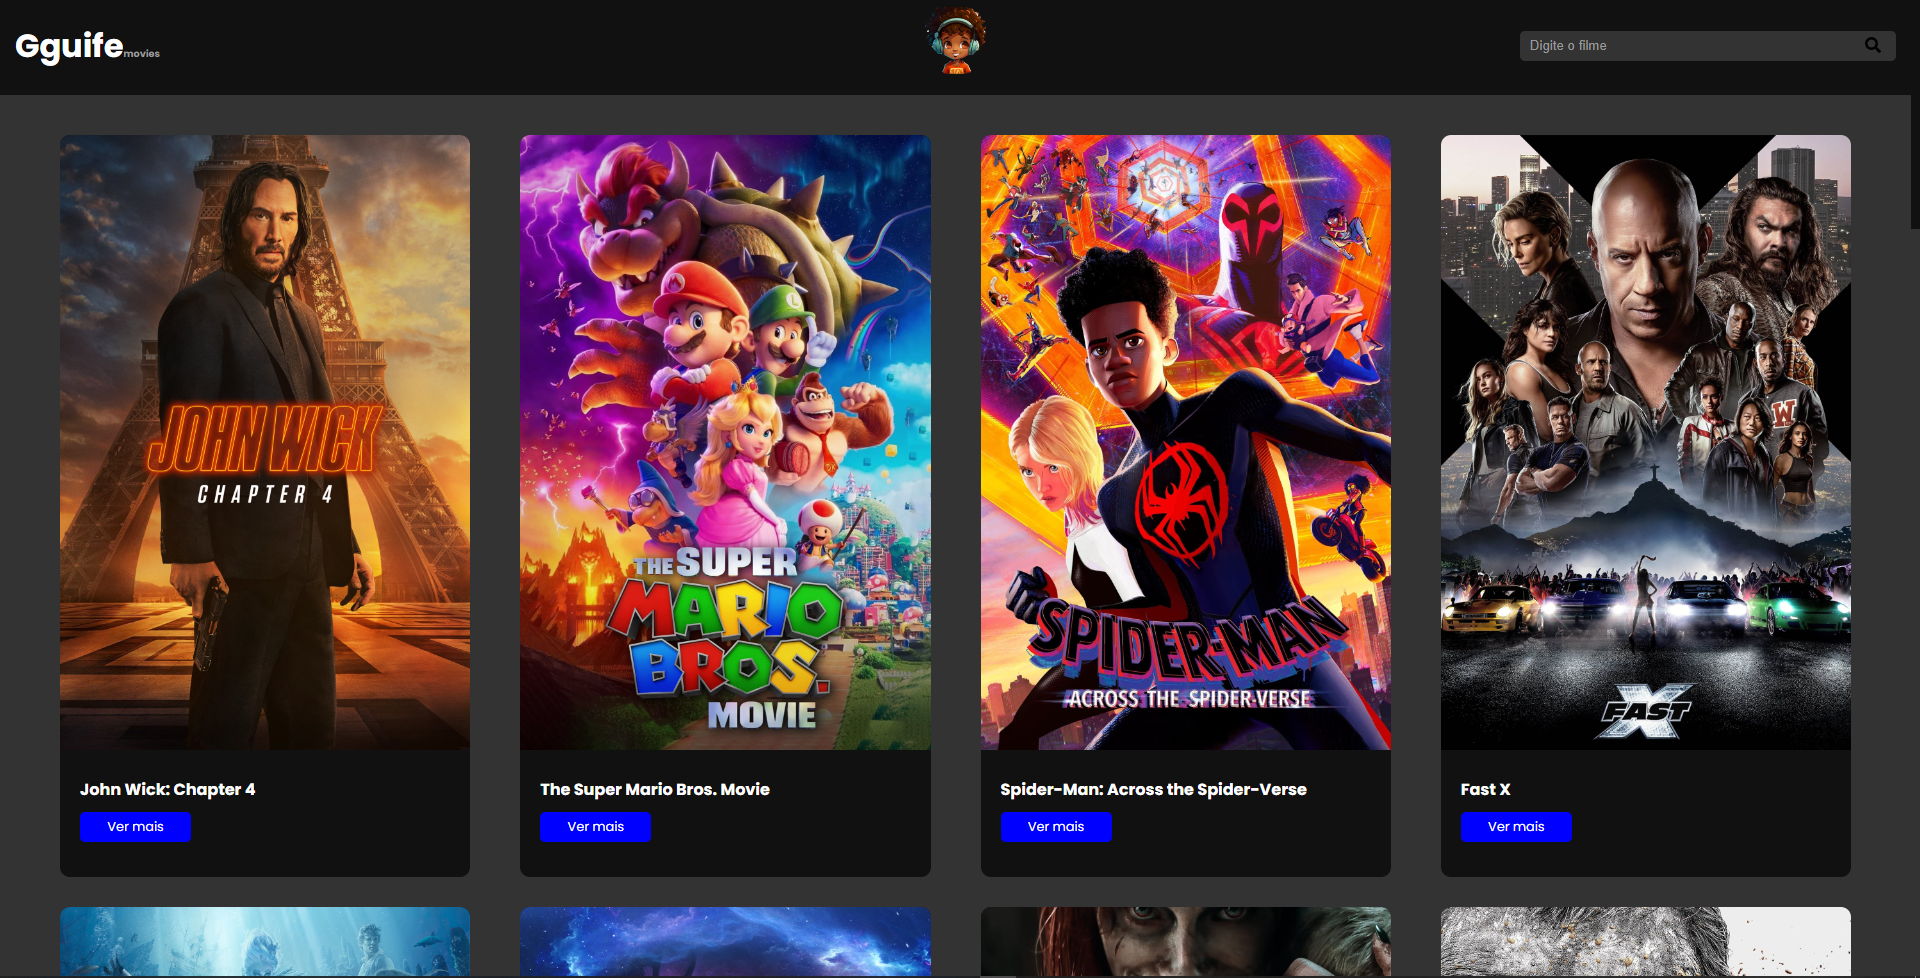 Gguifemovies
Digite o filme
JOHN WICK
CHAPTER 4
THE SUPER
MARIO
BROS.
MOVIE
SPIDER-MAN
ACROSS THE SPIDER-VERSE
W
FAST
X
John Wick: Chapter 4
The Super Mario Bros. Movie
Spider-Man: Across the Spider-Verse
Fast X
Ver mais
Ver mais
Ver mais
Ver mais